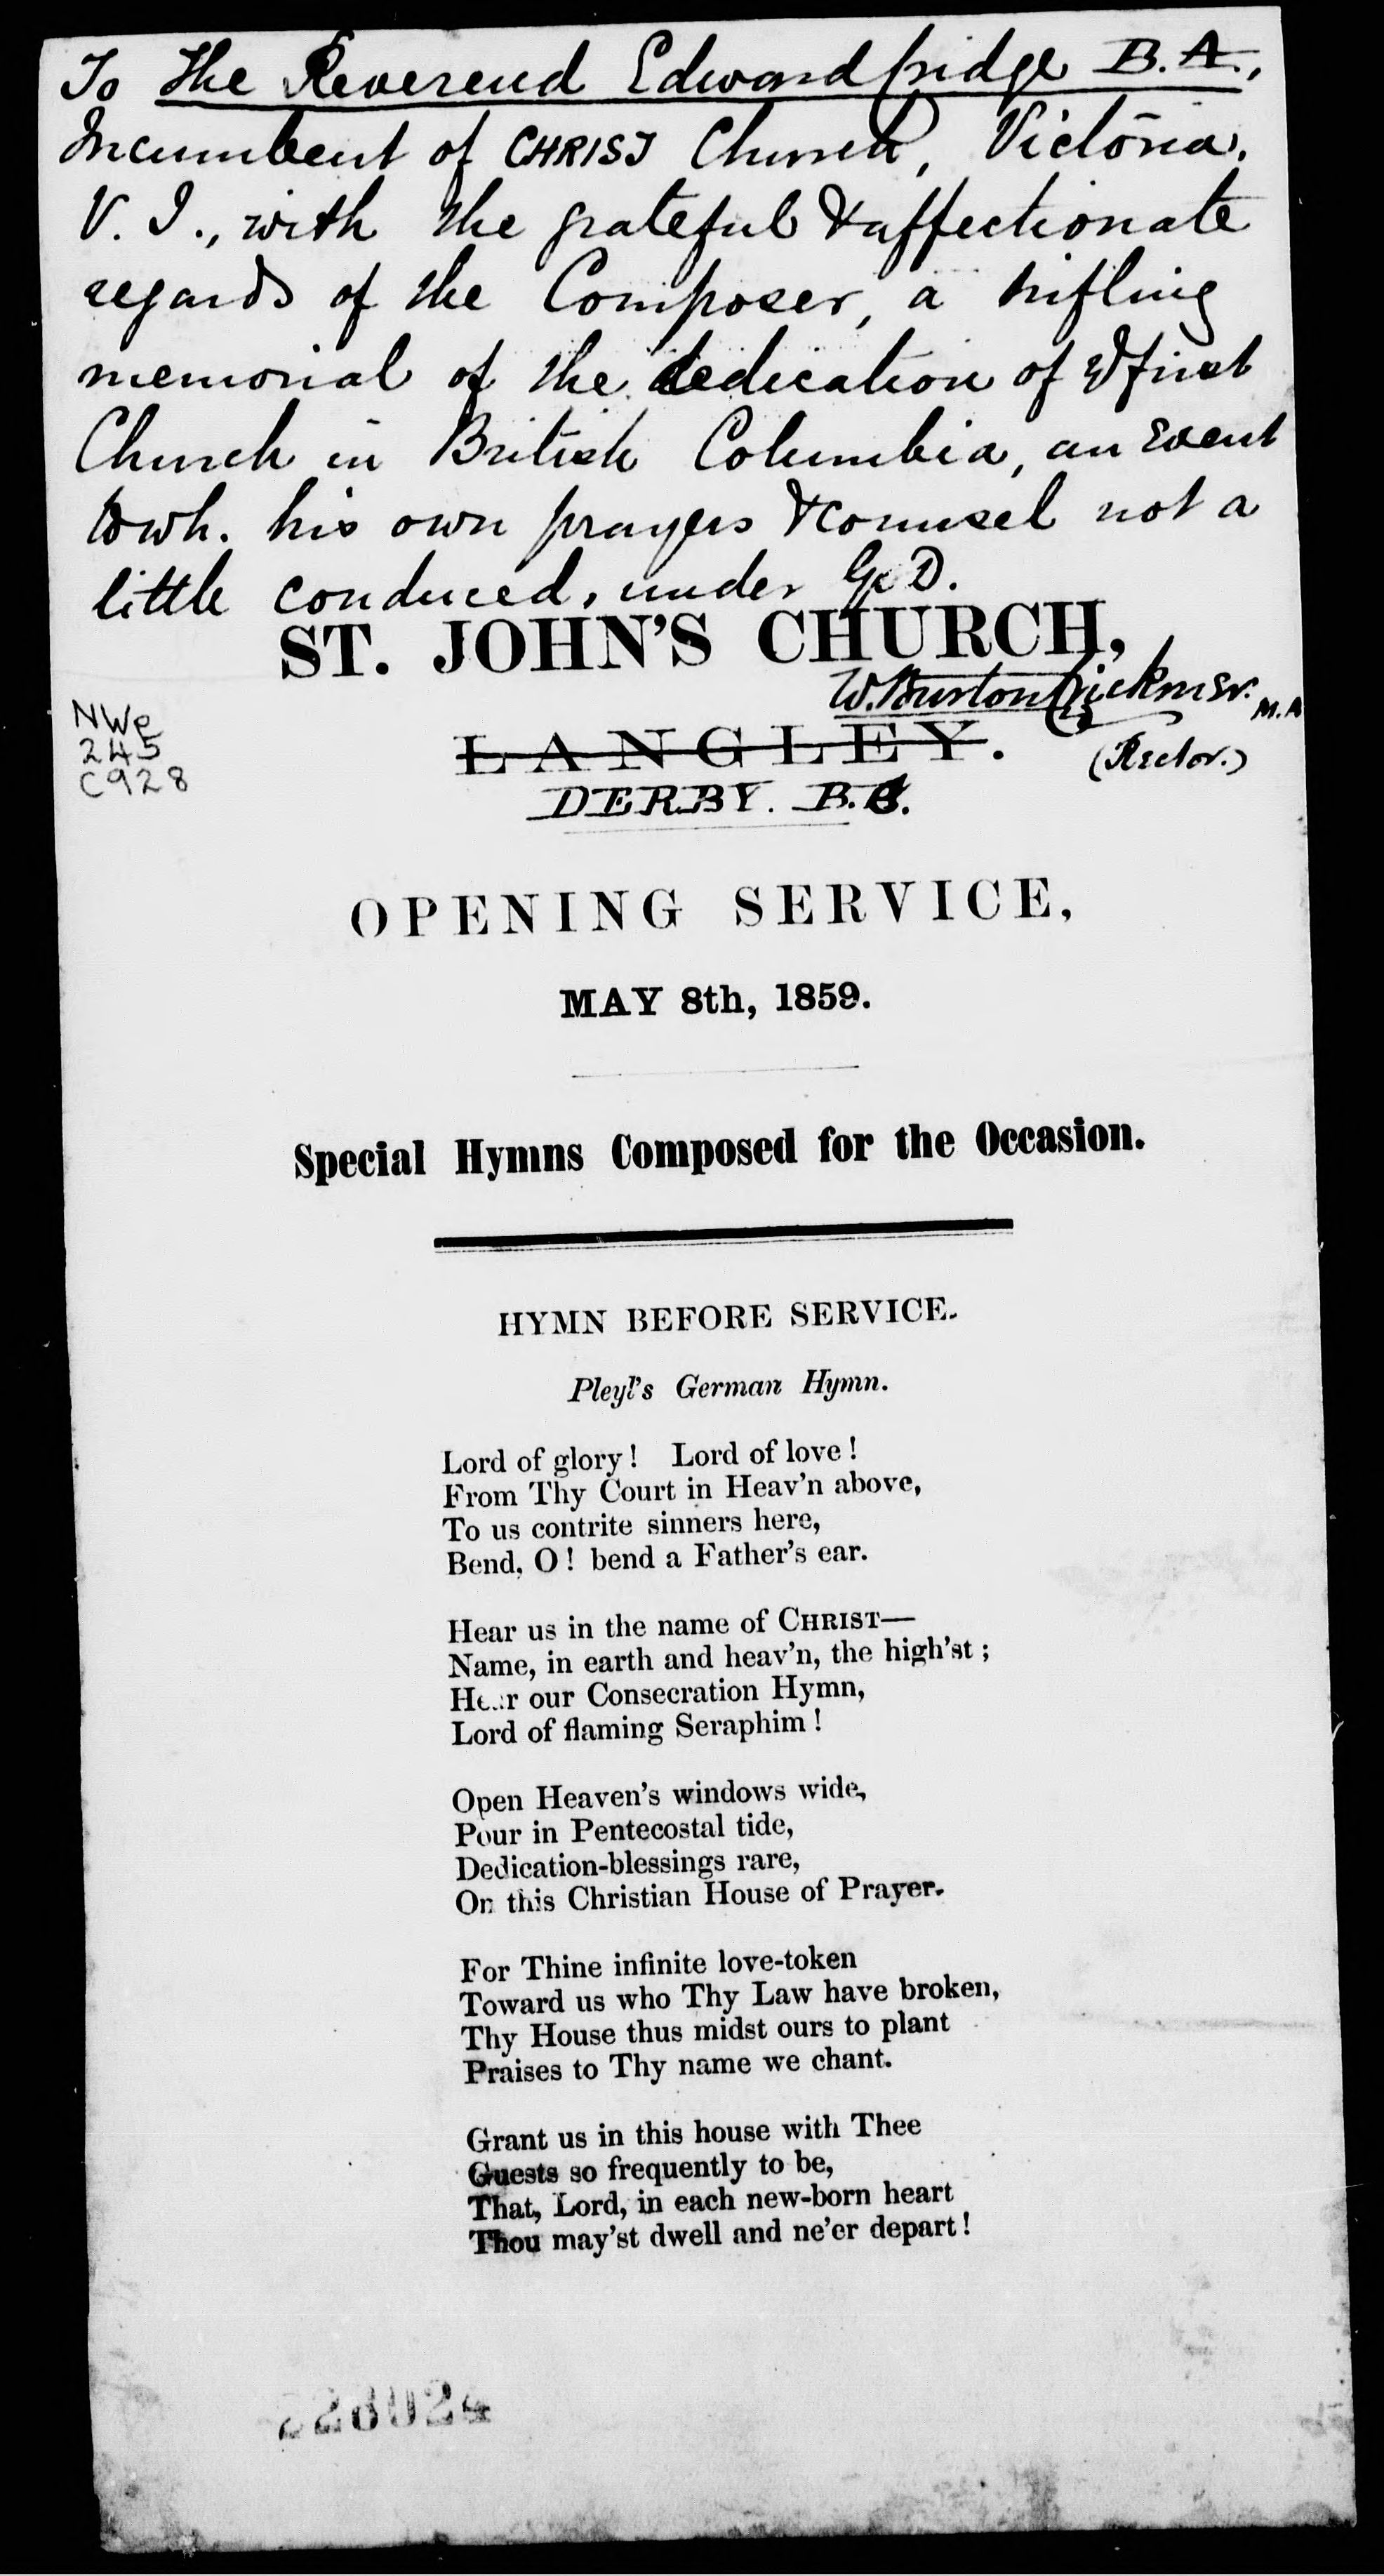 To the Reverend Edward Cridge B.A.,
Incumbent of CHRIST Church, Victoria,
V. I., with the grateful & affectionate
regards of the Composer, a trifling
memorial of the dedication of ye first
Church in British Columbia, an Event
to wh. his own prayers & counsel not a
little conduced, under GOD.
ST. JOHN'S CHURCH,
W. Burton Crickmer. M.A
(Rector.)
NWp
245
C928
LANGLEY.
DERBY. B.C.
OPENING SERVICE,
MAY 8th, 1859.
Special Hymns Composed for the Occasion.
HYMN BEFORE SERVICE.
Pleyl's German Hymn.
Lord of glory! Lord of love!
From Thy Court in Heav'n above,
To us contrite sinners here,
Bend, O! bend a Father's ear.
Hear us in the name of CHRIST—
Name, in earth and heav'n, the high'st;
Hear our Consecration Hymn,
Lord of flaming Seraphim!
Open Heaven's windows wide,
Pour in Pentecostal tide,
Dedication-blessings rare,
On this Christian House of Prayer.
For Thine infinite love-token
Toward us who Thy Law have broken,
Thy House thus midst ours to plant
Praises to Thy name we chant.
Grant us in this house with Thee
Guests so frequently to be,
That, Lord, in each new-born heart
Thou may'st dwell and ne'er depart!
228024